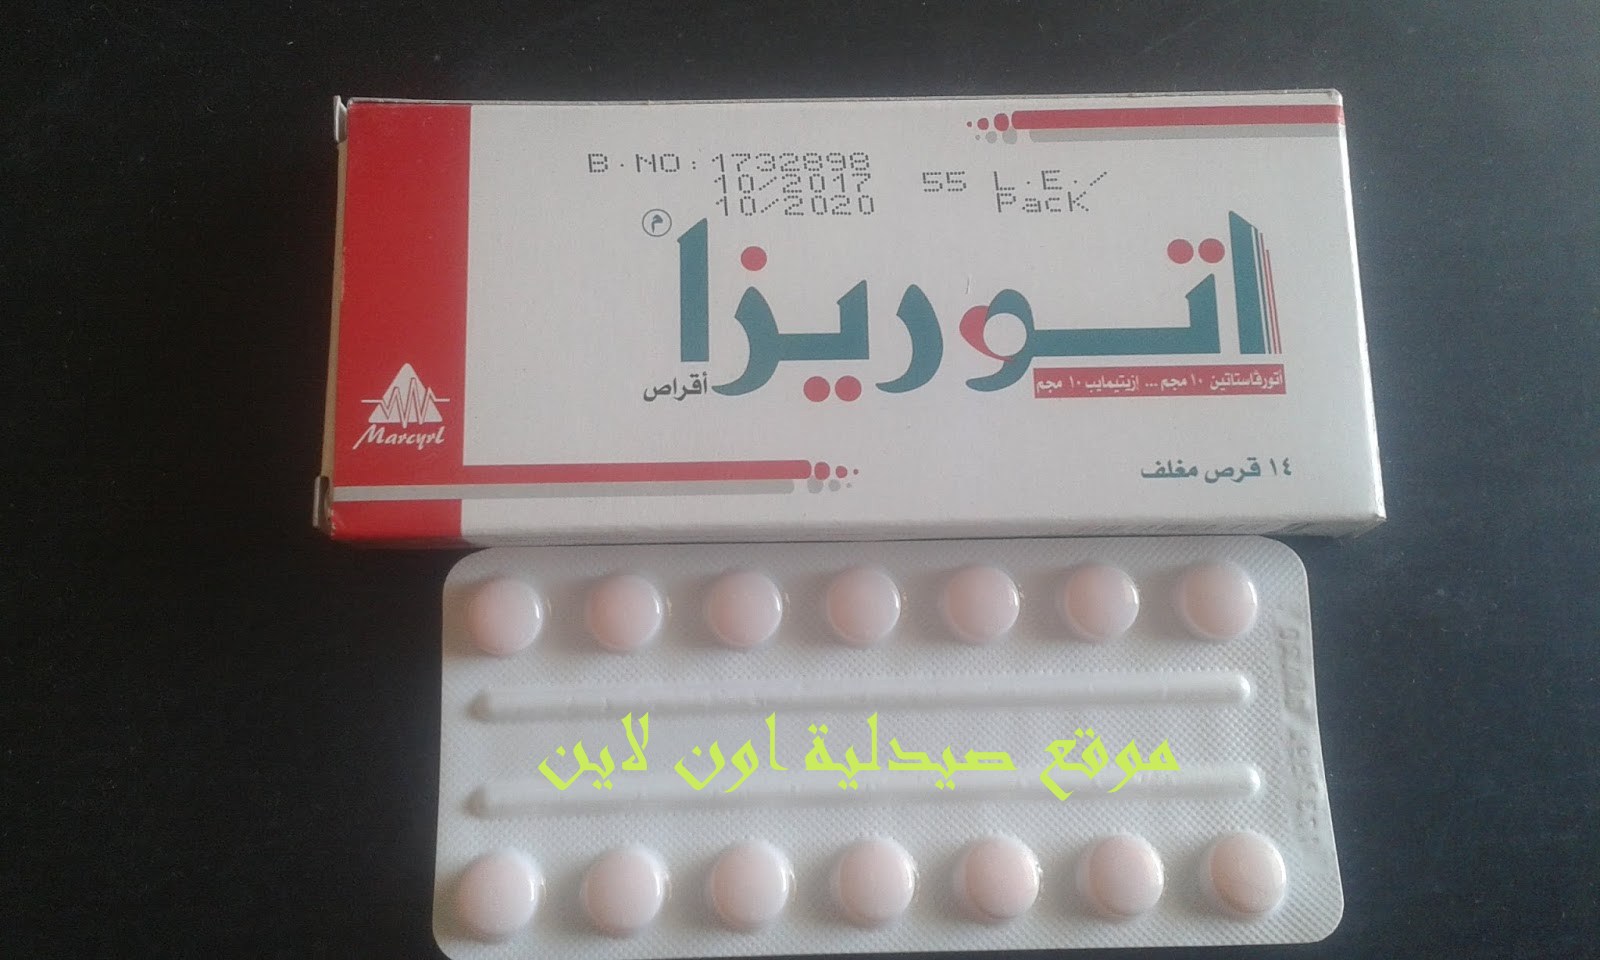 B.NO: 1732898
10/2017 55 L.E./
10/2020 Pack
م
اتوريزا
أتورفاستاتين ١٠ مجم ... إزيتيمايب ١٠ مجم
أقراص
Marcyrl
١٤ قرص مغلف
موقع صيدلية اون لاين